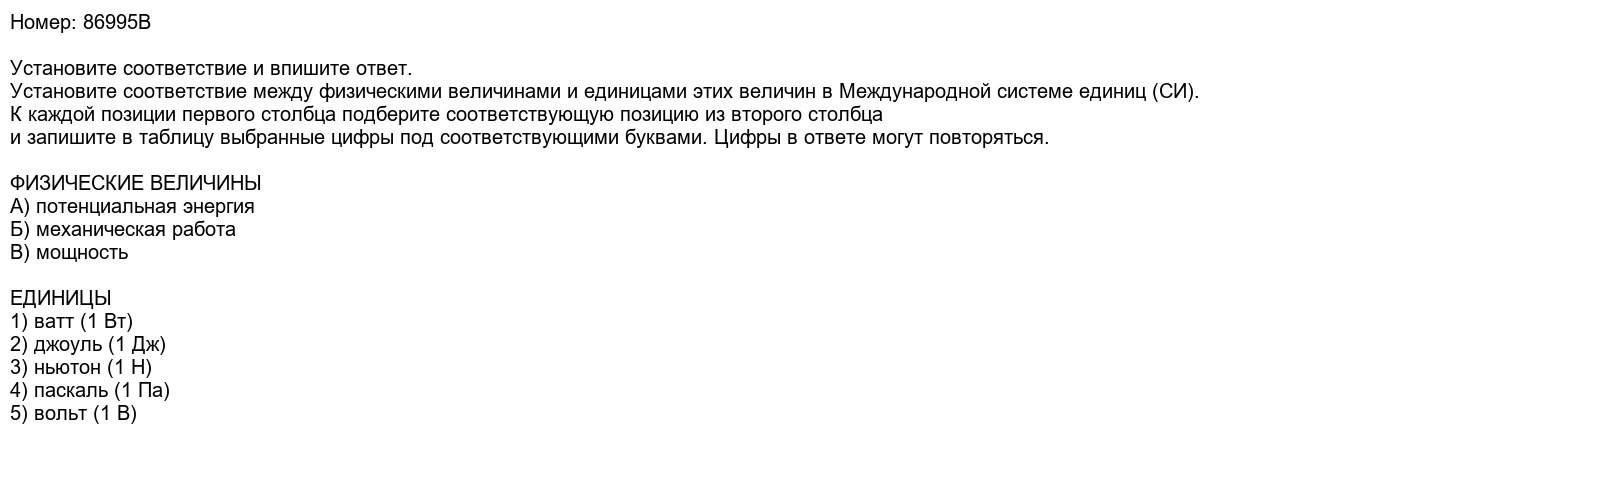 Номер: 86995B

Установите соответствие и впишите ответ.
Установите соответствие между физическими величинами и единицами этих величин в Международной системе единиц (СИ).
К каждой позиции первого столбца подберите соответствующую позицию из второго столбца
и запишите в таблицу выбранные цифры под соответствующими буквами. Цифры в ответе могут повторяться.

ФИЗИЧЕСКИЕ ВЕЛИЧИНЫ
А) потенциальная энергия
Б) механическая работа
В) мощность

ЕДИНИЦЫ
1) ватт (1 Вт)
2) джоуль (1 Дж)
3) ньютон (1 Н)
4) паскаль (1 Па)
5) вольт (1 В)